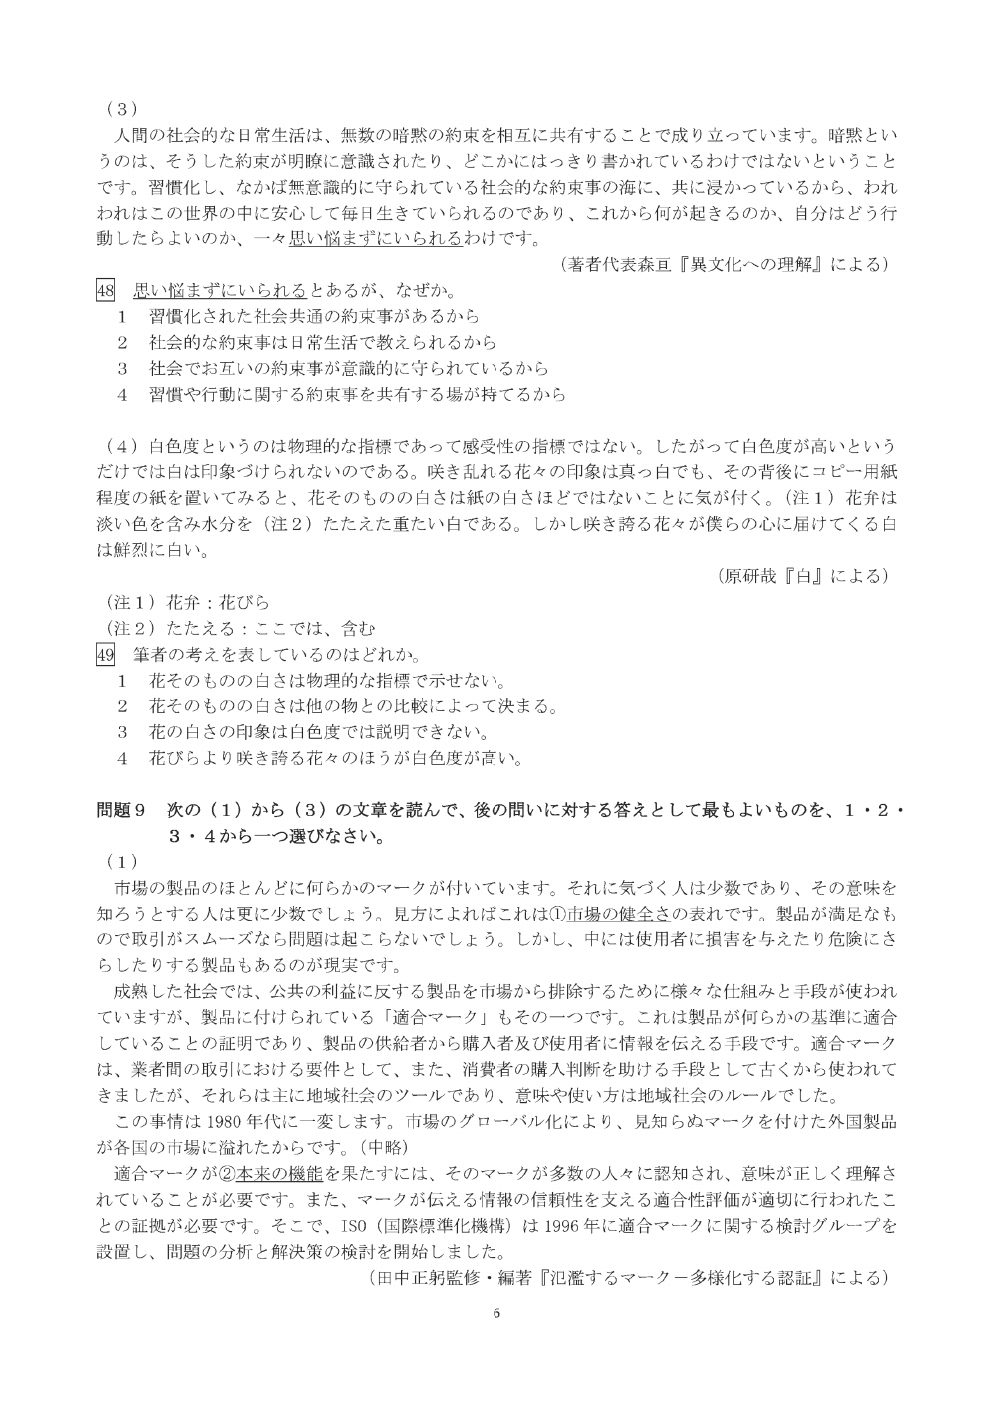 （３）
人間の社会的な日常生活は、無数の暗黙の約束を相互に共有することで成り立っています。暗黙とい
うのは、そうした約束が明瞭に意識されたり、どこかにはっきり書かれているわけではないということ
です。習慣化し、なかば無意識的に守られている社会的な約束事の海に、共に浸かっているから、われ
われはこの世界の中に安心して毎日生きていられるのであり、これから何が起きるのか、自分はどう行
動したらよいのか、一々思い悩まずにいられるわけです。
（著者代表森亘『異文化への理解』による）
48　思い悩まずにいられるとあるが、なぜか。
１　習慣化された社会共通の約束事があるから
２　社会的な約束事は日常生活で教えられるから
３　社会でお互いの約束事が意識的に守られているから
４　習慣や行動に関する約束事を共有する場が持てるから
（４）白色度というのは物理的な指標であって感受性の指標ではない。したがって白色度が高いという
だけでは白は印象づけられないのである。咲き乱れる花々の印象は真っ白でも、その背後にコピー用紙
程度の紙を置いてみると、花そのものの白さは紙の白さほどではないことに気が付く。（注１）花弁は
淡い色を含み水分を（注２）たたえた重たい白である。しかし咲き誇る花々が僕らの心に届けてくる白
は鮮烈に白い。
（原研哉『白』による）
（注１）花弁：花びら
（注２）たたえる：ここでは、含む
49　筆者の考えを表しているのはどれか。
１　花そのものの白さは物理的な指標で示せない。
２　花そのものの白さは他の物との比較によって決まる。
３　花の白さの印象は白色度では説明できない。
４　花びらより咲き誇る花々のほうが白色度が高い。
問題９　次の（１）から（３）の文章を読んで、後の問いに対する答えとして最もよいものを、１・２・
３・４から一つ選びなさい。
（１）
市場の製品のほとんどに何らかのマークが付いています。それに気づく人は少数であり、その意味を
知ろうとする人は更に少数でしょう。見方によればこれは①市場の健全さの表れです。製品が満足なも
ので取引がスムーズなら問題は起こらないでしょう。しかし、中には使用者に損害を与えたり危険にさ
らしたりする製品もあるのが現実です。
成熟した社会では、公共の利益に反する製品を市場から排除するために様々な仕組みと手段が使われ
ていますが、製品に付けられている「適合マーク」もその一つです。これは製品が何らかの基準に適合
していることの証明であり、製品の供給者から購入者及び使用者に情報を伝える手段です。適合マーク
は、業者間の取引における要件として、また、消費者の購入判断を助ける手段として古くから使われて
きましたが、それらは主に地域社会のツールであり、意味や使い方は地域社会のルールでした。
この事情は 1980 年代に一変します。市場のグローバル化により、見知らぬマークを付けた外国製品
が各国の市場に溢れたからです。（中略）
適合マークが②本来の機能を果たすには、そのマークが多数の人々に認知され、意味が正しく理解さ
れていることが必要です。また、マークが伝える情報の信頼性を支える適合性評価が適切に行われたこ
との証拠が必要です。そこで、ISO（国際標準化機構）は 1996 年に適合マークに関する検討グループを
設置し、問題の分析と解決策の検討を開始しました。
（田中正躬監修・編著『氾濫するマーク－多様化する認証』による）
6